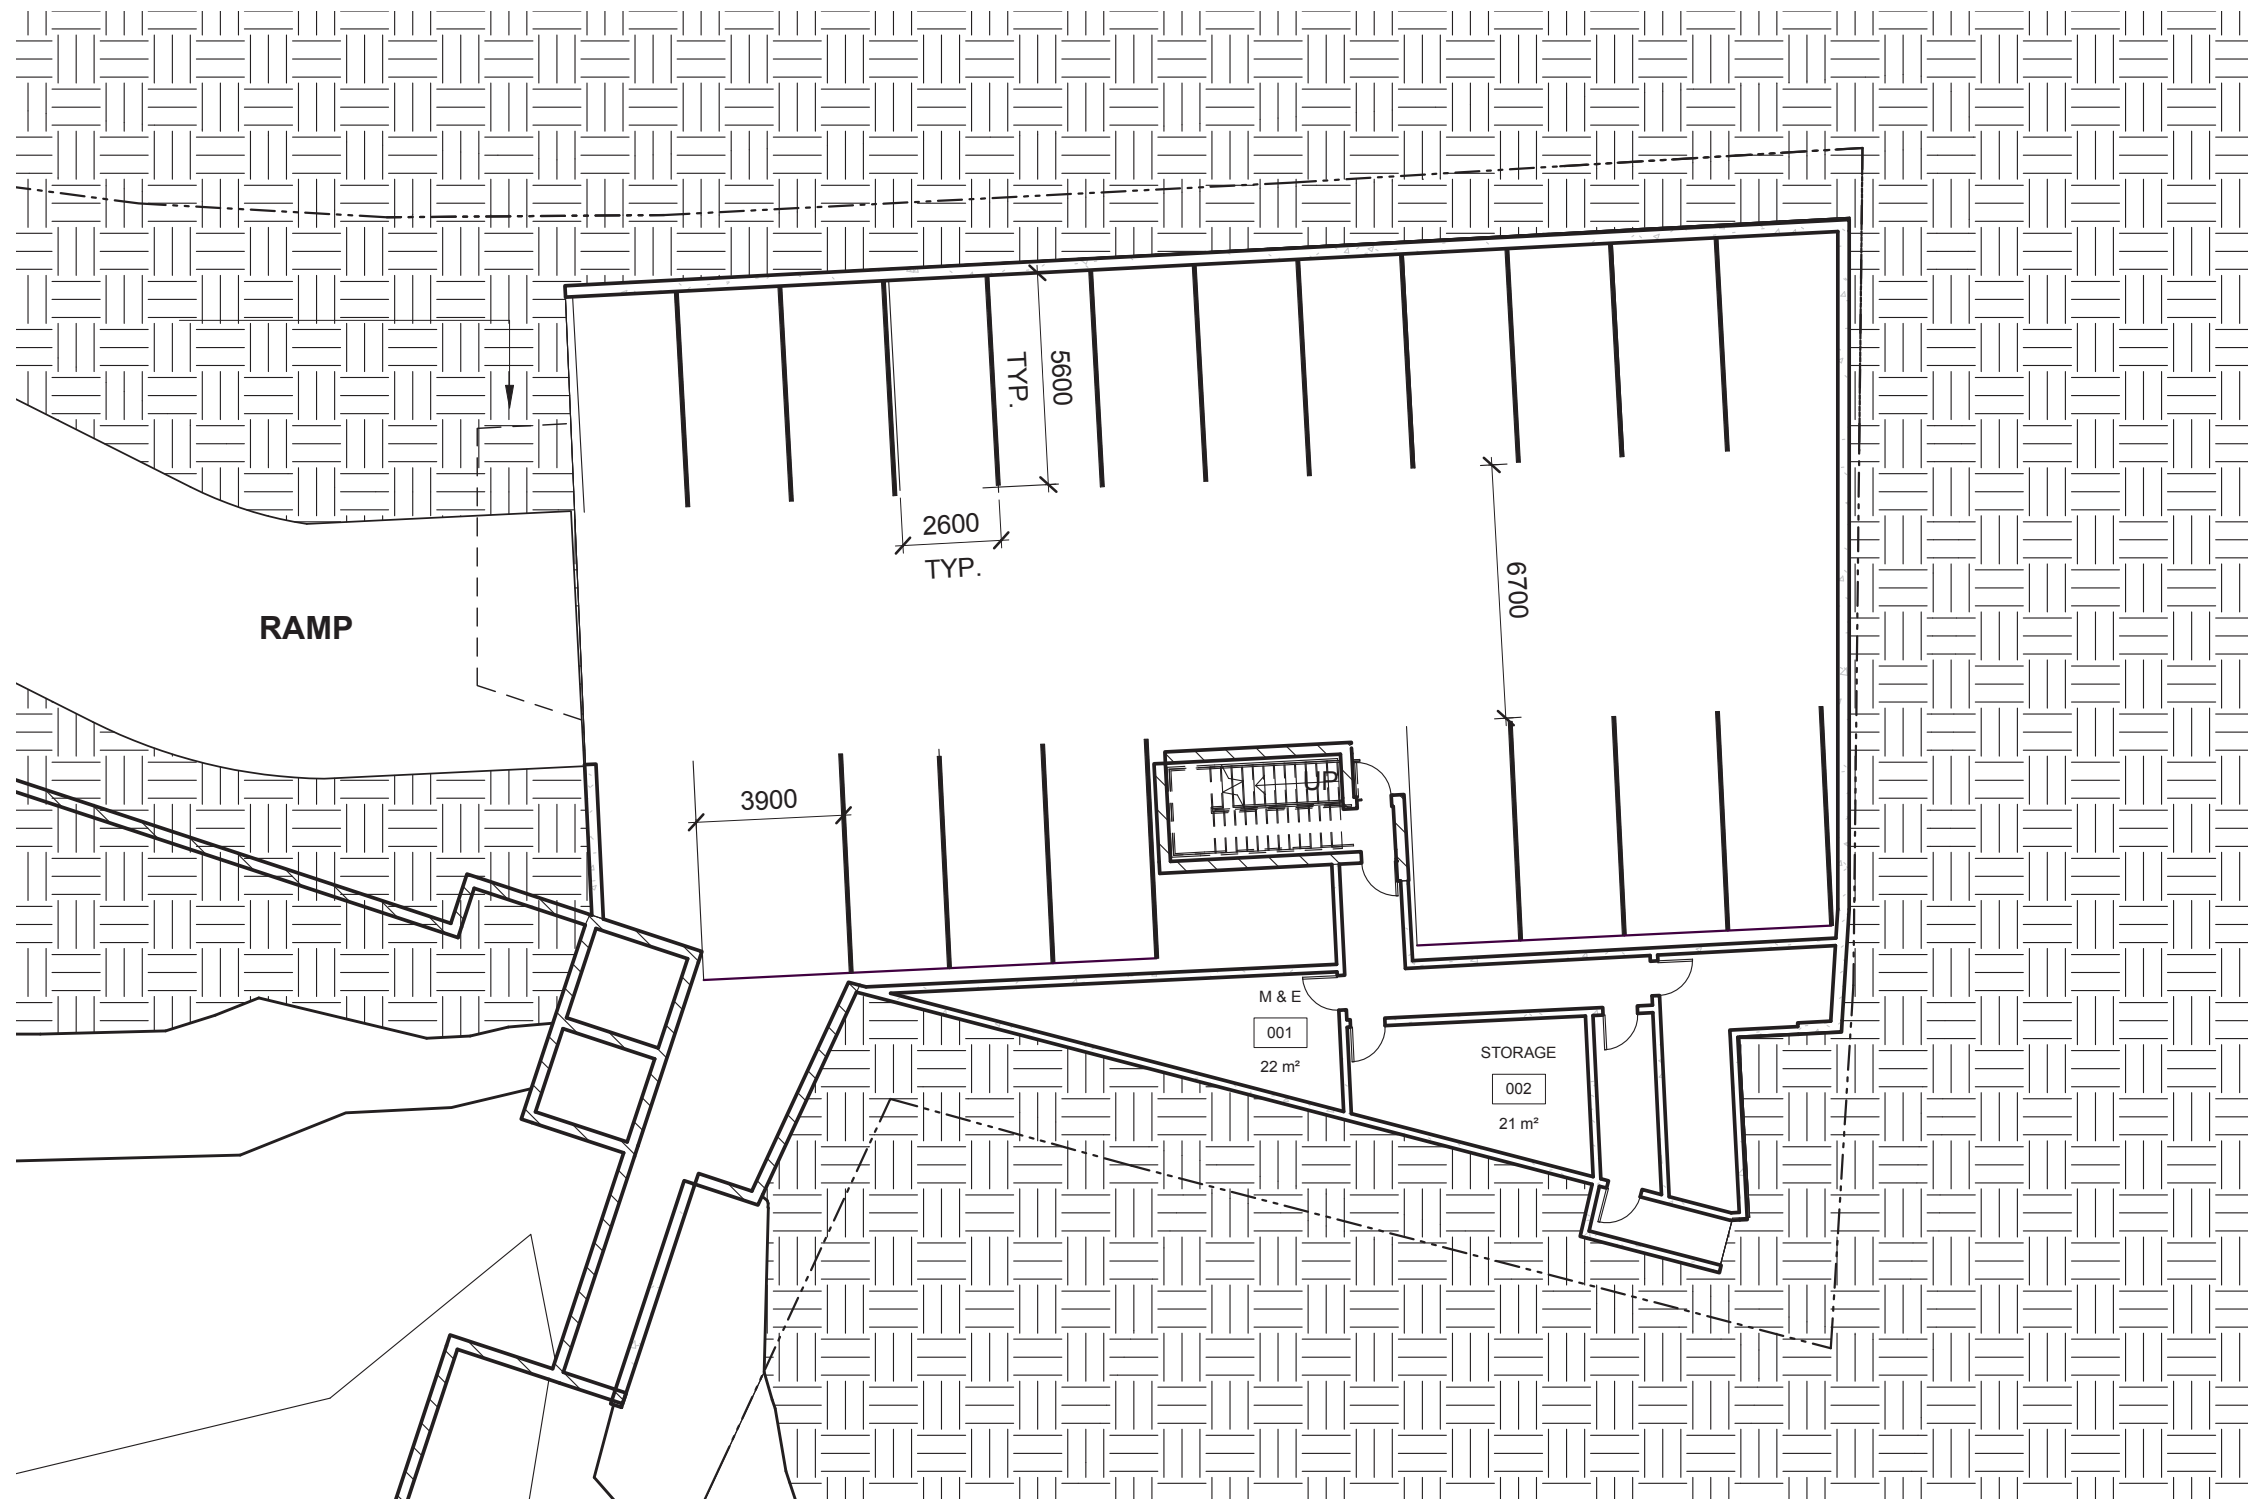 5600
TYP.
2600
TYP.
6700
RAMP
3900
UP
M & E
001
22 m²
STORAGE
002
21 m²